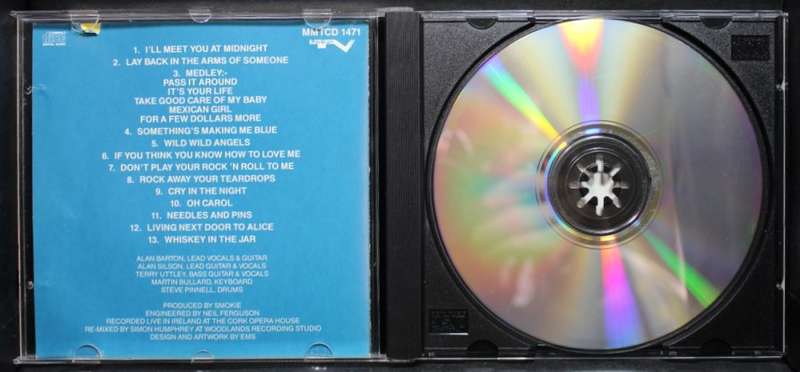 MMTCD 1471
1. I'LL MEET YOU AT MIDNIGHT
2. LAY BACK IN THE ARMS OF SOMEONE
3. MEDLEY:-
PASS IT AROUND
IT'S YOUR LIFE
TAKE GOOD CARE OF MY BABY
MEXICAN GIRL
FOR A FEW DOLLARS MORE
4. SOMETHING'S MAKING ME BLUE
5. WILD WILD ANGELS
6. IF YOU THINK YOU KNOW HOW TO LOVE ME
7. DON'T PLAY YOUR ROCK 'N ROLL TO ME
8. ROCK AWAY YOUR TEARDROPS
9. CRY IN THE NIGHT
10. OH CAROL
11. NEEDLES AND PINS
12. LIVING NEXT DOOR TO ALICE
13. WHISKEY IN THE JAR
ALAN BARTON, LEAD VOCALS & GUITAR
ALAN SILSON, LEAD GUITAR & VOCALS
TERRY UTTLEY, BASS GUITAR & VOCALS
MARTIN BULLARD, KEYBOARD
STEVE PINNELL, DRUMS
PRODUCED BY SMOKIE
ENGINEERED BY NEIL FERGUSON
RECORDED LIVE IN IRELAND AT THE CORK OPERA HOUSE
RE-MIXED BY SIMON HUMPHREY AT WOODLANDS RECORDING STUDIO
DESIGN AND ARTWORK BY EMS